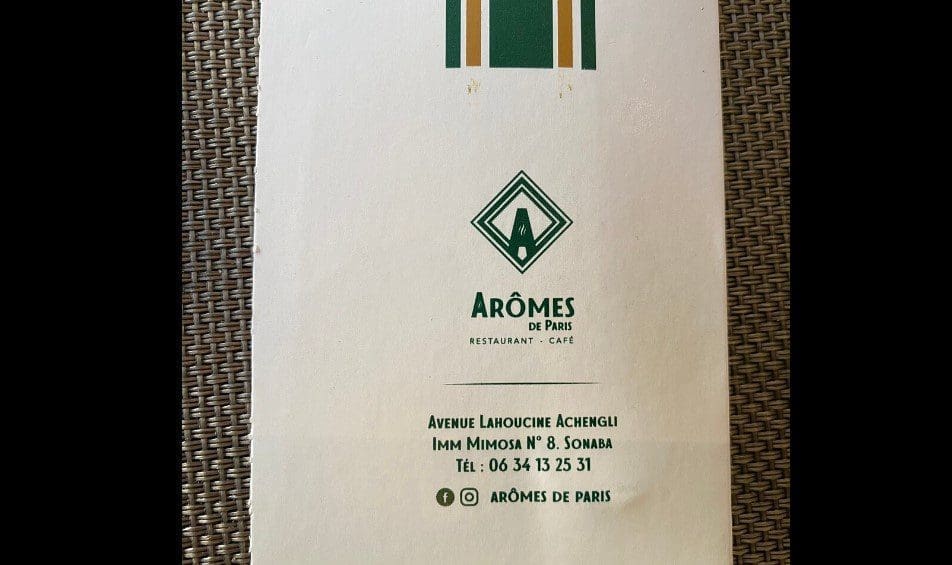 A
ARÔMES
DE PARIS
RESTAURANT - CAFÉ
AVENUE LAHOUCINE ACHENGLI
IMM MIMOSA N° 8. SONABA
TÉL : 06 34 13 25 31
f ARÔMES DE PARIS